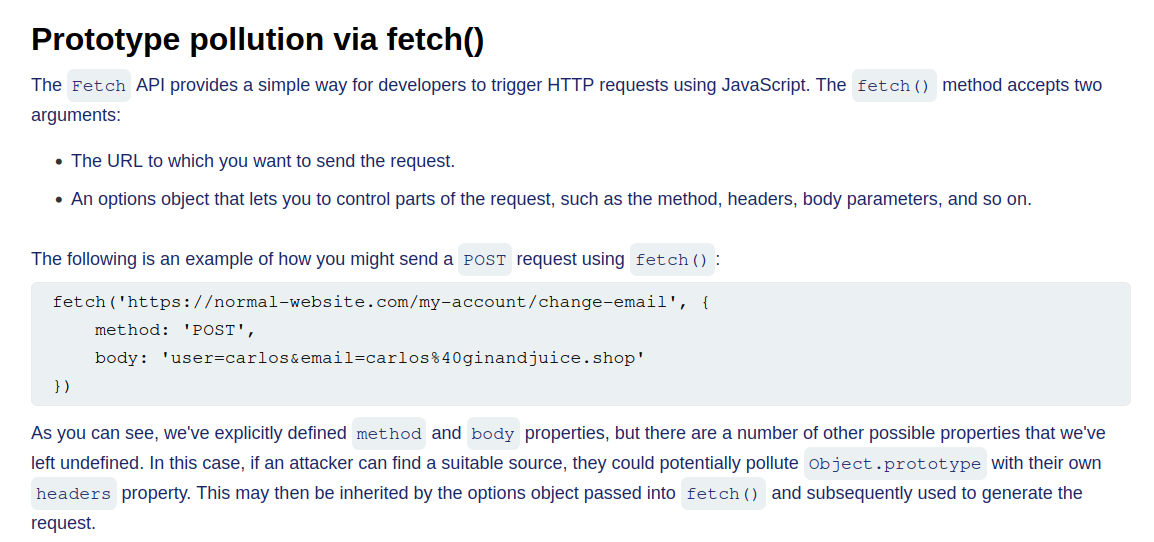 Prototype pollution via fetch()
The Fetch API provides a simple way for developers to trigger HTTP requests using JavaScript. The fetch() method accepts two
arguments:
• The URL to which you want to send the request.
• An options object that lets you to control parts of the request, such as the method, headers, body parameters, and so on.
The following is an example of how you might send a POST request using fetch():
fetch('https://normal-website.com/my-account/change-email', {
    method: 'POST',
    body: 'user=carlos&email=carlos%40ginandjuice.shop'
})
As you can see, we've explicitly defined method and body properties, but there are a number of other possible properties that we've
left undefined. In this case, if an attacker can find a suitable source, they could potentially pollute Object.prototype with their own
headers property. This may then be inherited by the options object passed into fetch() and subsequently used to generate the
request.